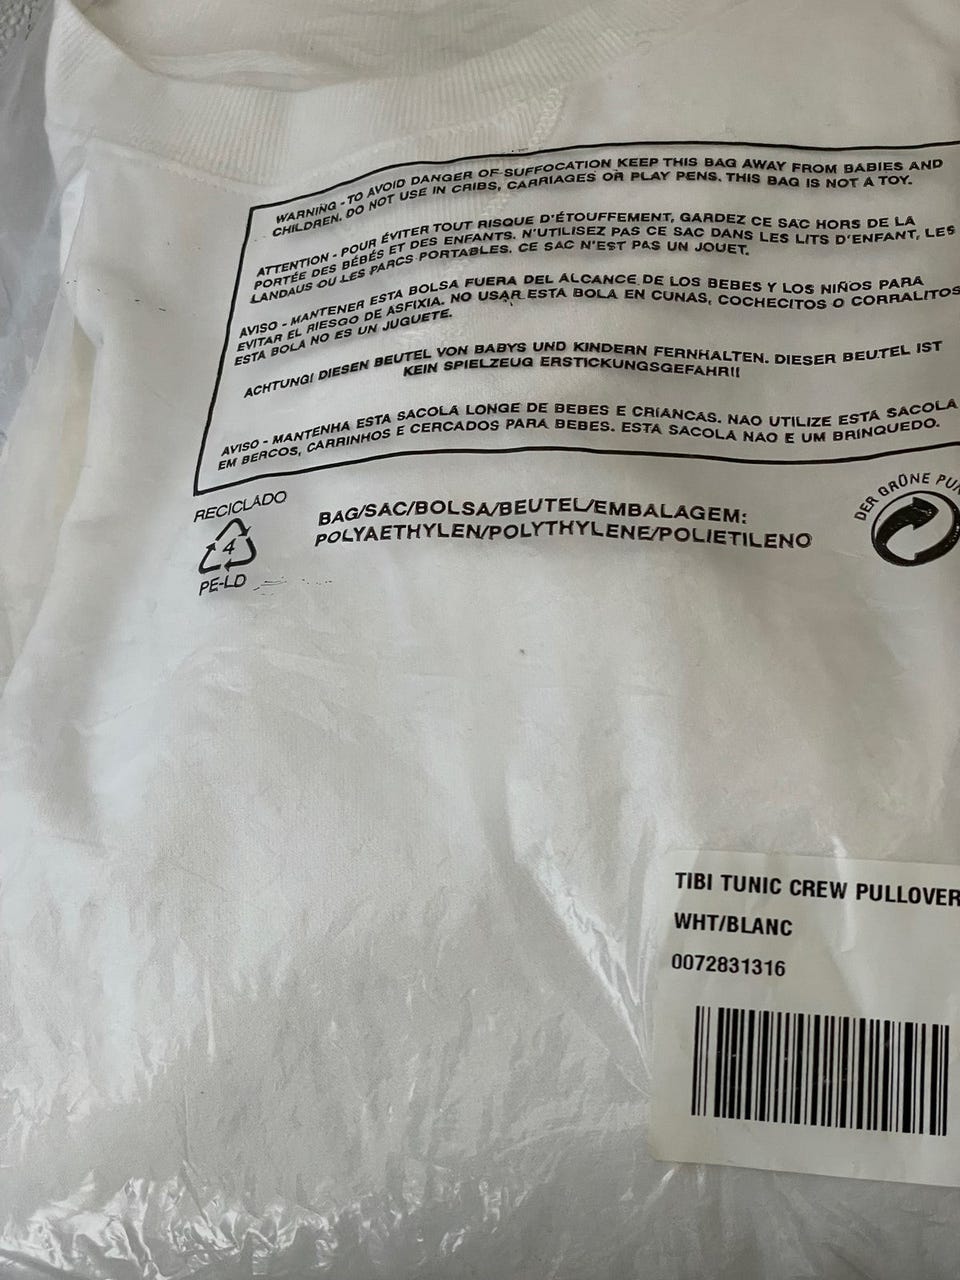 WARNING - TO AVOID DANGER OF SUFFOCATION KEEP THIS BAG AWAY FROM BABIES AND
CHILDREN. DO NOT USE IN CRIBS, CARRIAGES OR PLAY PENS. THIS BAG IS NOT A TOY.
ATTENTION - POUR ÉVITER TOUT RISQUE D'ÉTOUFFEMENT, GARDEZ CE SAC HORS DE LA
PORTÉE DES BÉBÉS ET DES ENFANTS. N'UTILISEZ PAS CE SAC DANS LES LITS D'ENFANT, LES
LANDAUS OU LES PARCS PORTABLES. CE SAC N'EST PAS UN JOUET.
AVISO - MANTENER ESTA BOLSA FUERA DEL ALCANCE DE LOS BEBES Y LOS NIÑOS PARA
EVITAR EL RIESGO DE ASFIXIA. NO USAR ESTA BOLA EN CUNAS, COCHECITOS O CORRALITOS
ESTA BOLA NO ES UN JUGUETE.
ACHTUNG! DIESEN BEUTEL VON BABYS UND KINDERN FERNHALTEN. DIESER BEUTEL IST
KEIN SPIELZEUG ERSTICKUNGSGEFAHR!!
AVISO - MANTENHA ESTA SACOLA LONGE DE BEBES E CRIANCAS. NAO UTILIZE ESTA SACOLA
EM BERCOS, CARRINHOS E CERCADOS PARA BEBES. ESTA SACOLA NAO E UM BRINQUEDO.
RECICLADO
4
PE-LD
BAG/SAC/BOLSA/BEUTEL/EMBALAGEM:
POLYAETHYLEN/POLYTHYLENE/POLIETILENO
DER GRÜNE PUN
TIBI TUNIC CREW PULLOVER
WHT/BLANC
0072831316